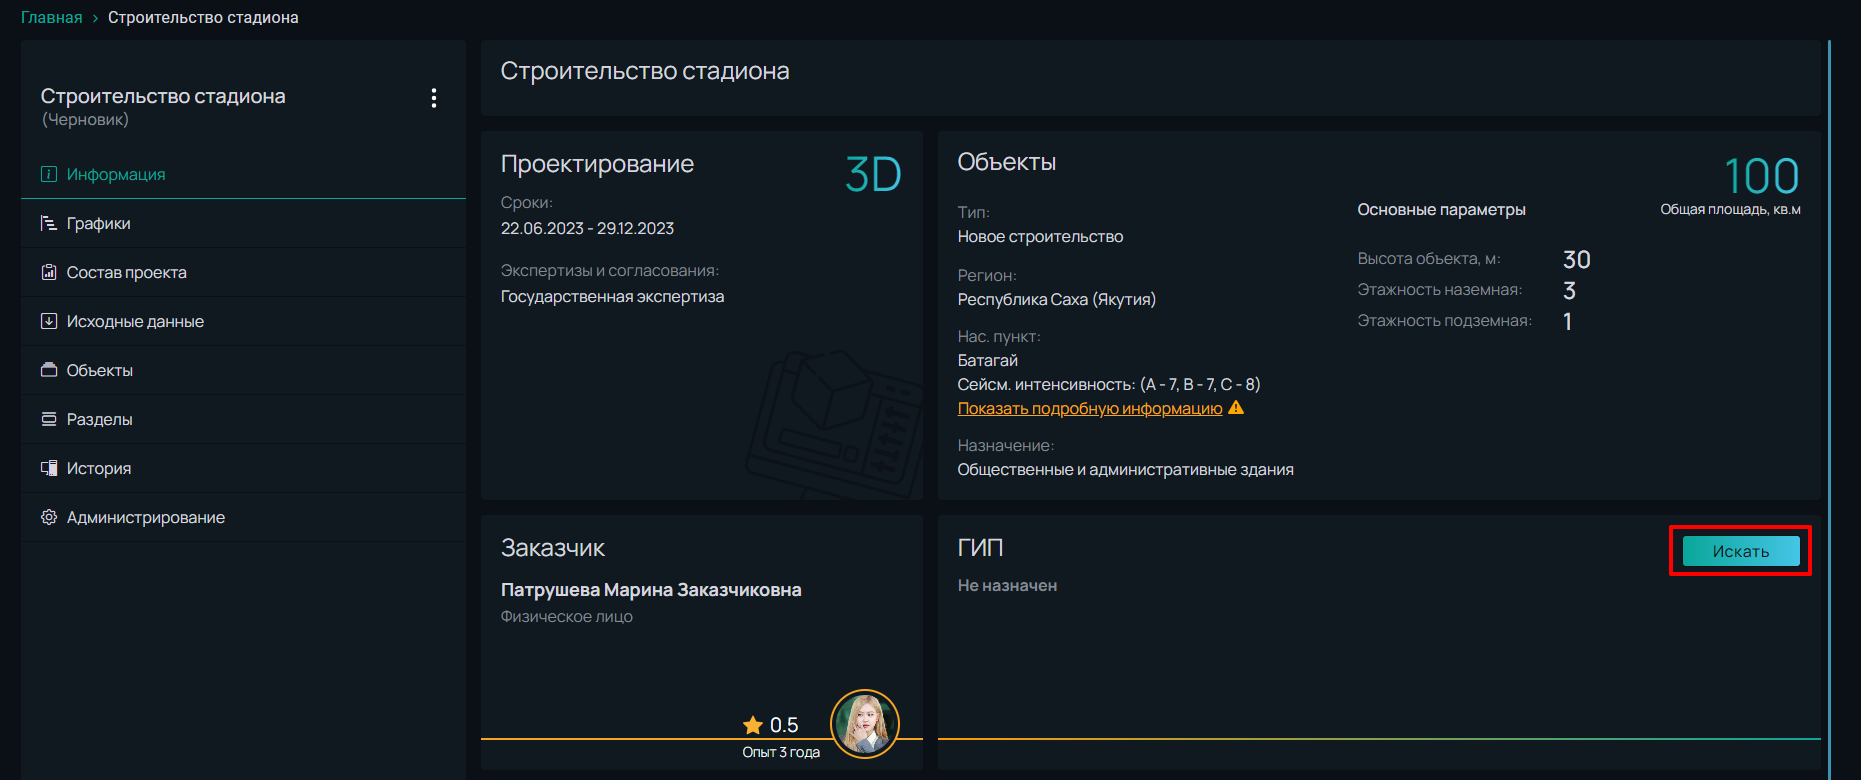 Главная › Строительство стадиона
Строительство стадиона
(Черновик)
Информация
Графики
Состав проекта
Исходные данные
Объекты
Разделы
История
Администрирование
Строительство стадиона
Проектирование
3D
Сроки:
22.06.2023 - 29.12.2023
Экспертизы и согласования:
Государственная экспертиза
Объекты
Тип:
Новое строительство
Регион:
Республика Саха (Якутия)
Нас. пункт:
Батагай
Сейсм. интенсивность: (A - 7, B - 7, C - 8)
Показать подробную информацию
Назначение:
Общественные и административные здания
Основные параметры
Высота объекта, м: 30
Этажность наземная: 3
Этажность подземная: 1
100
Общая площадь, кв.м
Заказчик
Патрушева Марина Заказчиковна
Физическое лицо
0.5
Опыт 3 года
ГИП
Искать
Не назначен